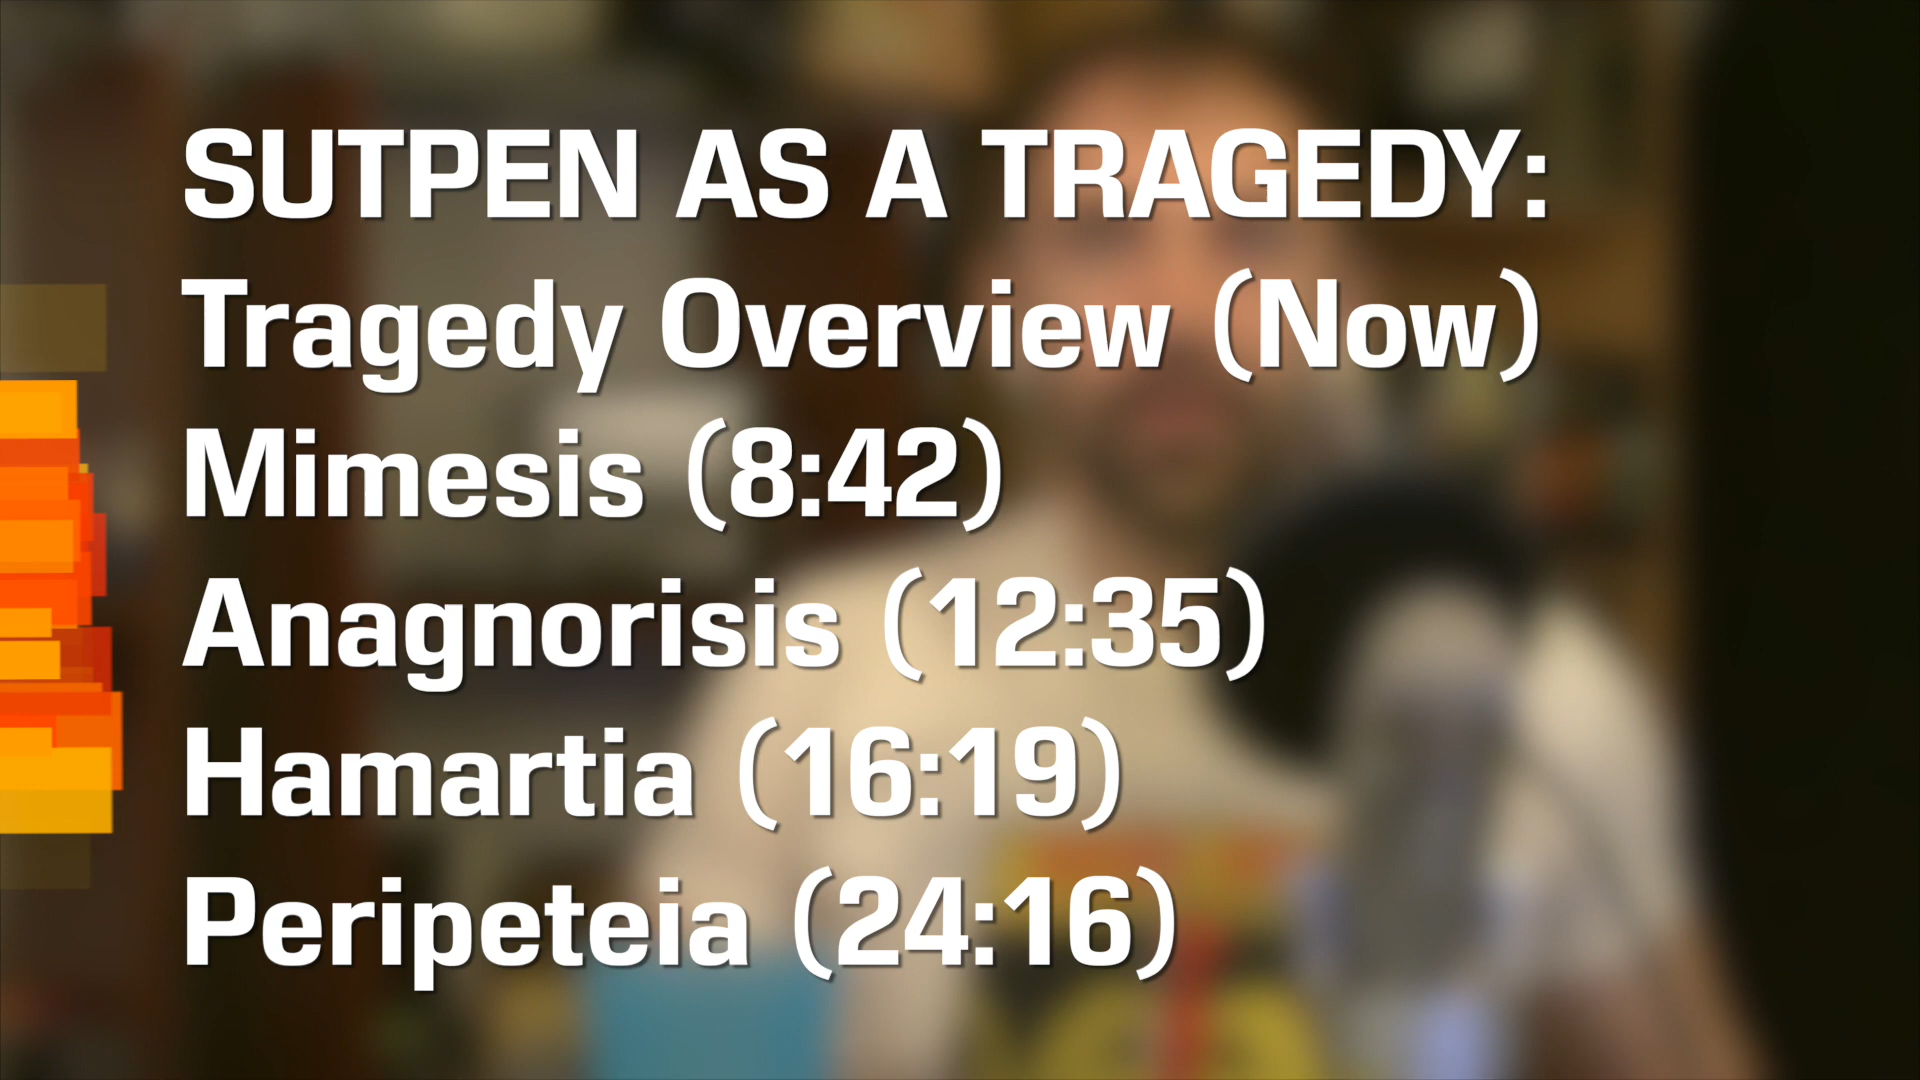 SUTPEN AS A TRAGEDY:
Tragedy Overview (Now)
Mimesis (8:42)
Anagnorisis (12:35)
Hamartia (16:19)
Peripeteia (24:16)